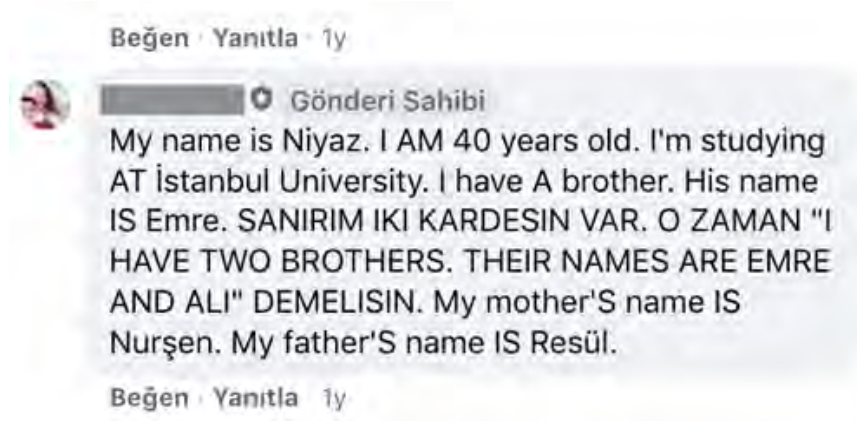 Beğen · Yanıtla · 1y
Gönderi Sahibi
My name is Niyaz. I AM 40 years old. I'm studying
AT İstanbul University. I have A brother. His name
IS Emre. SANIRIM IKI KARDESIN VAR. O ZAMAN "I
HAVE TWO BROTHERS. THEIR NAMES ARE EMRE
AND ALI" DEMELISIN. My mother'S name IS
Nurşen. My father'S name IS Resül.
Beğen · Yanıtla 1y